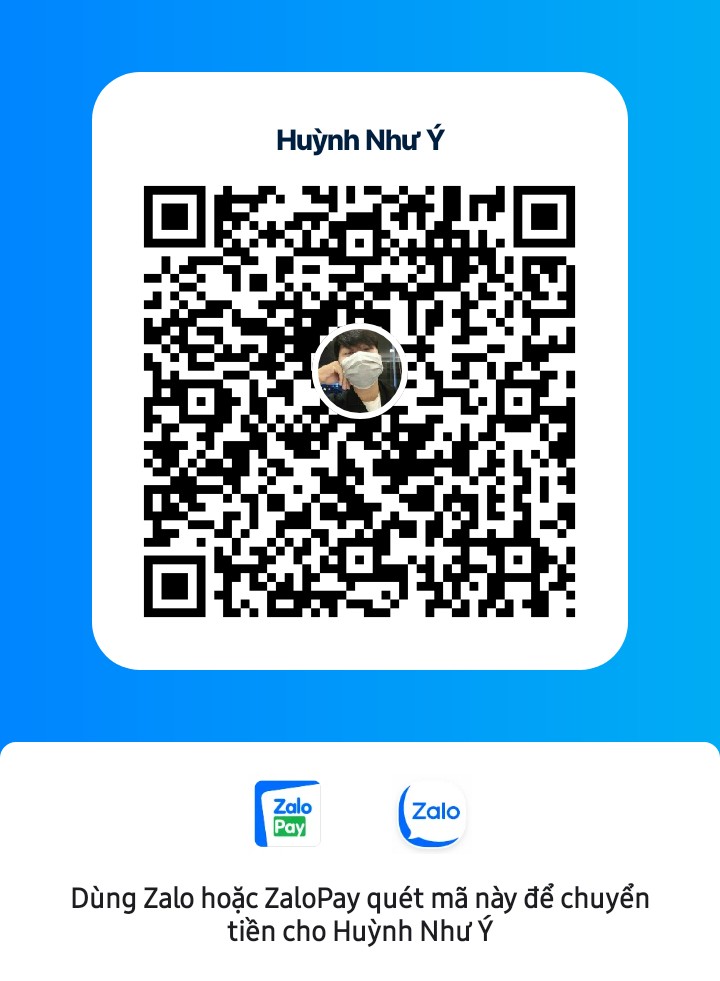 Huỳnh Như Ý
Zalo
Pay
Zalo
Dùng Zalo hoặc ZaloPay quét mã này để chuyển
tiền cho Huỳnh Như Ý